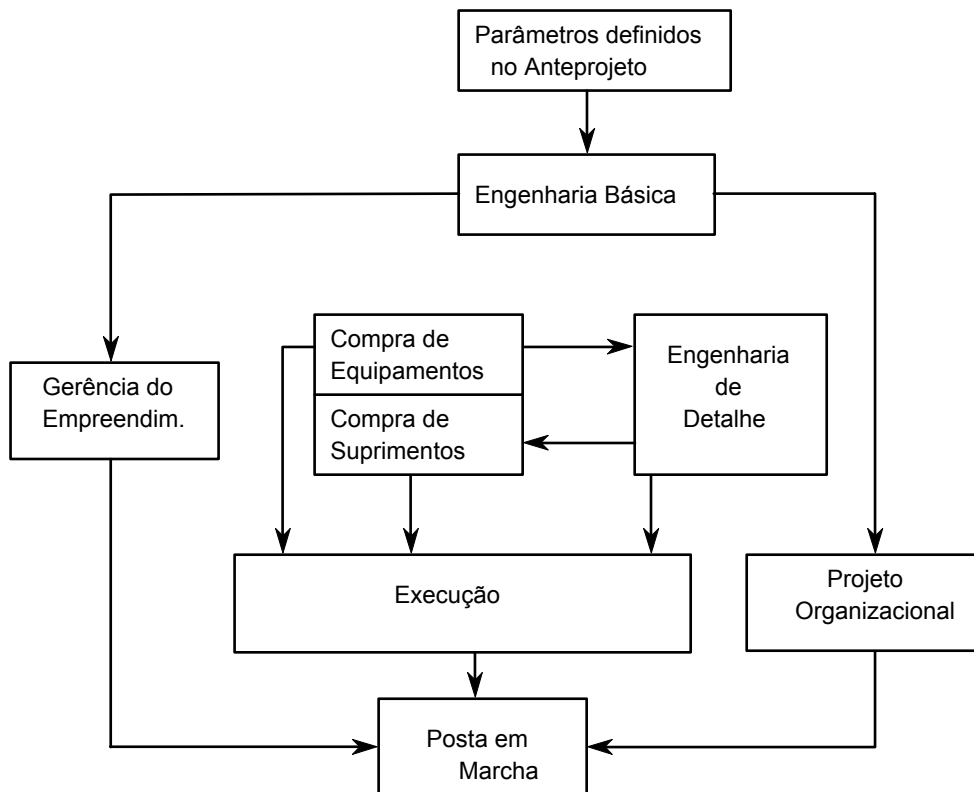 Parâmetros definidos
no Anteprojeto
Engenharia Básica
Compra de
Equipamentos
Engenharia
de
Detalhe
Gerência do
Empreendim.
Compra de
Suprimentos
Execução
Projeto
Organizacional
Posta em
Marcha